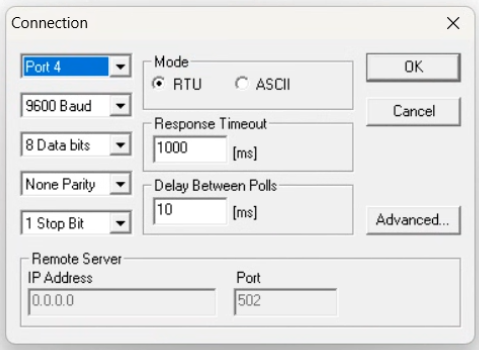 Connection
Port 4
9600 Baud
8 Data bits
None Parity
1 Stop Bit
Mode
RTU
ASCII
Response Timeout
1000 [ms]
Delay Between Polls
10 [ms]
OK
Cancel
Advanced...
Remote Server
IP Address
Port
0.0.0.0
502